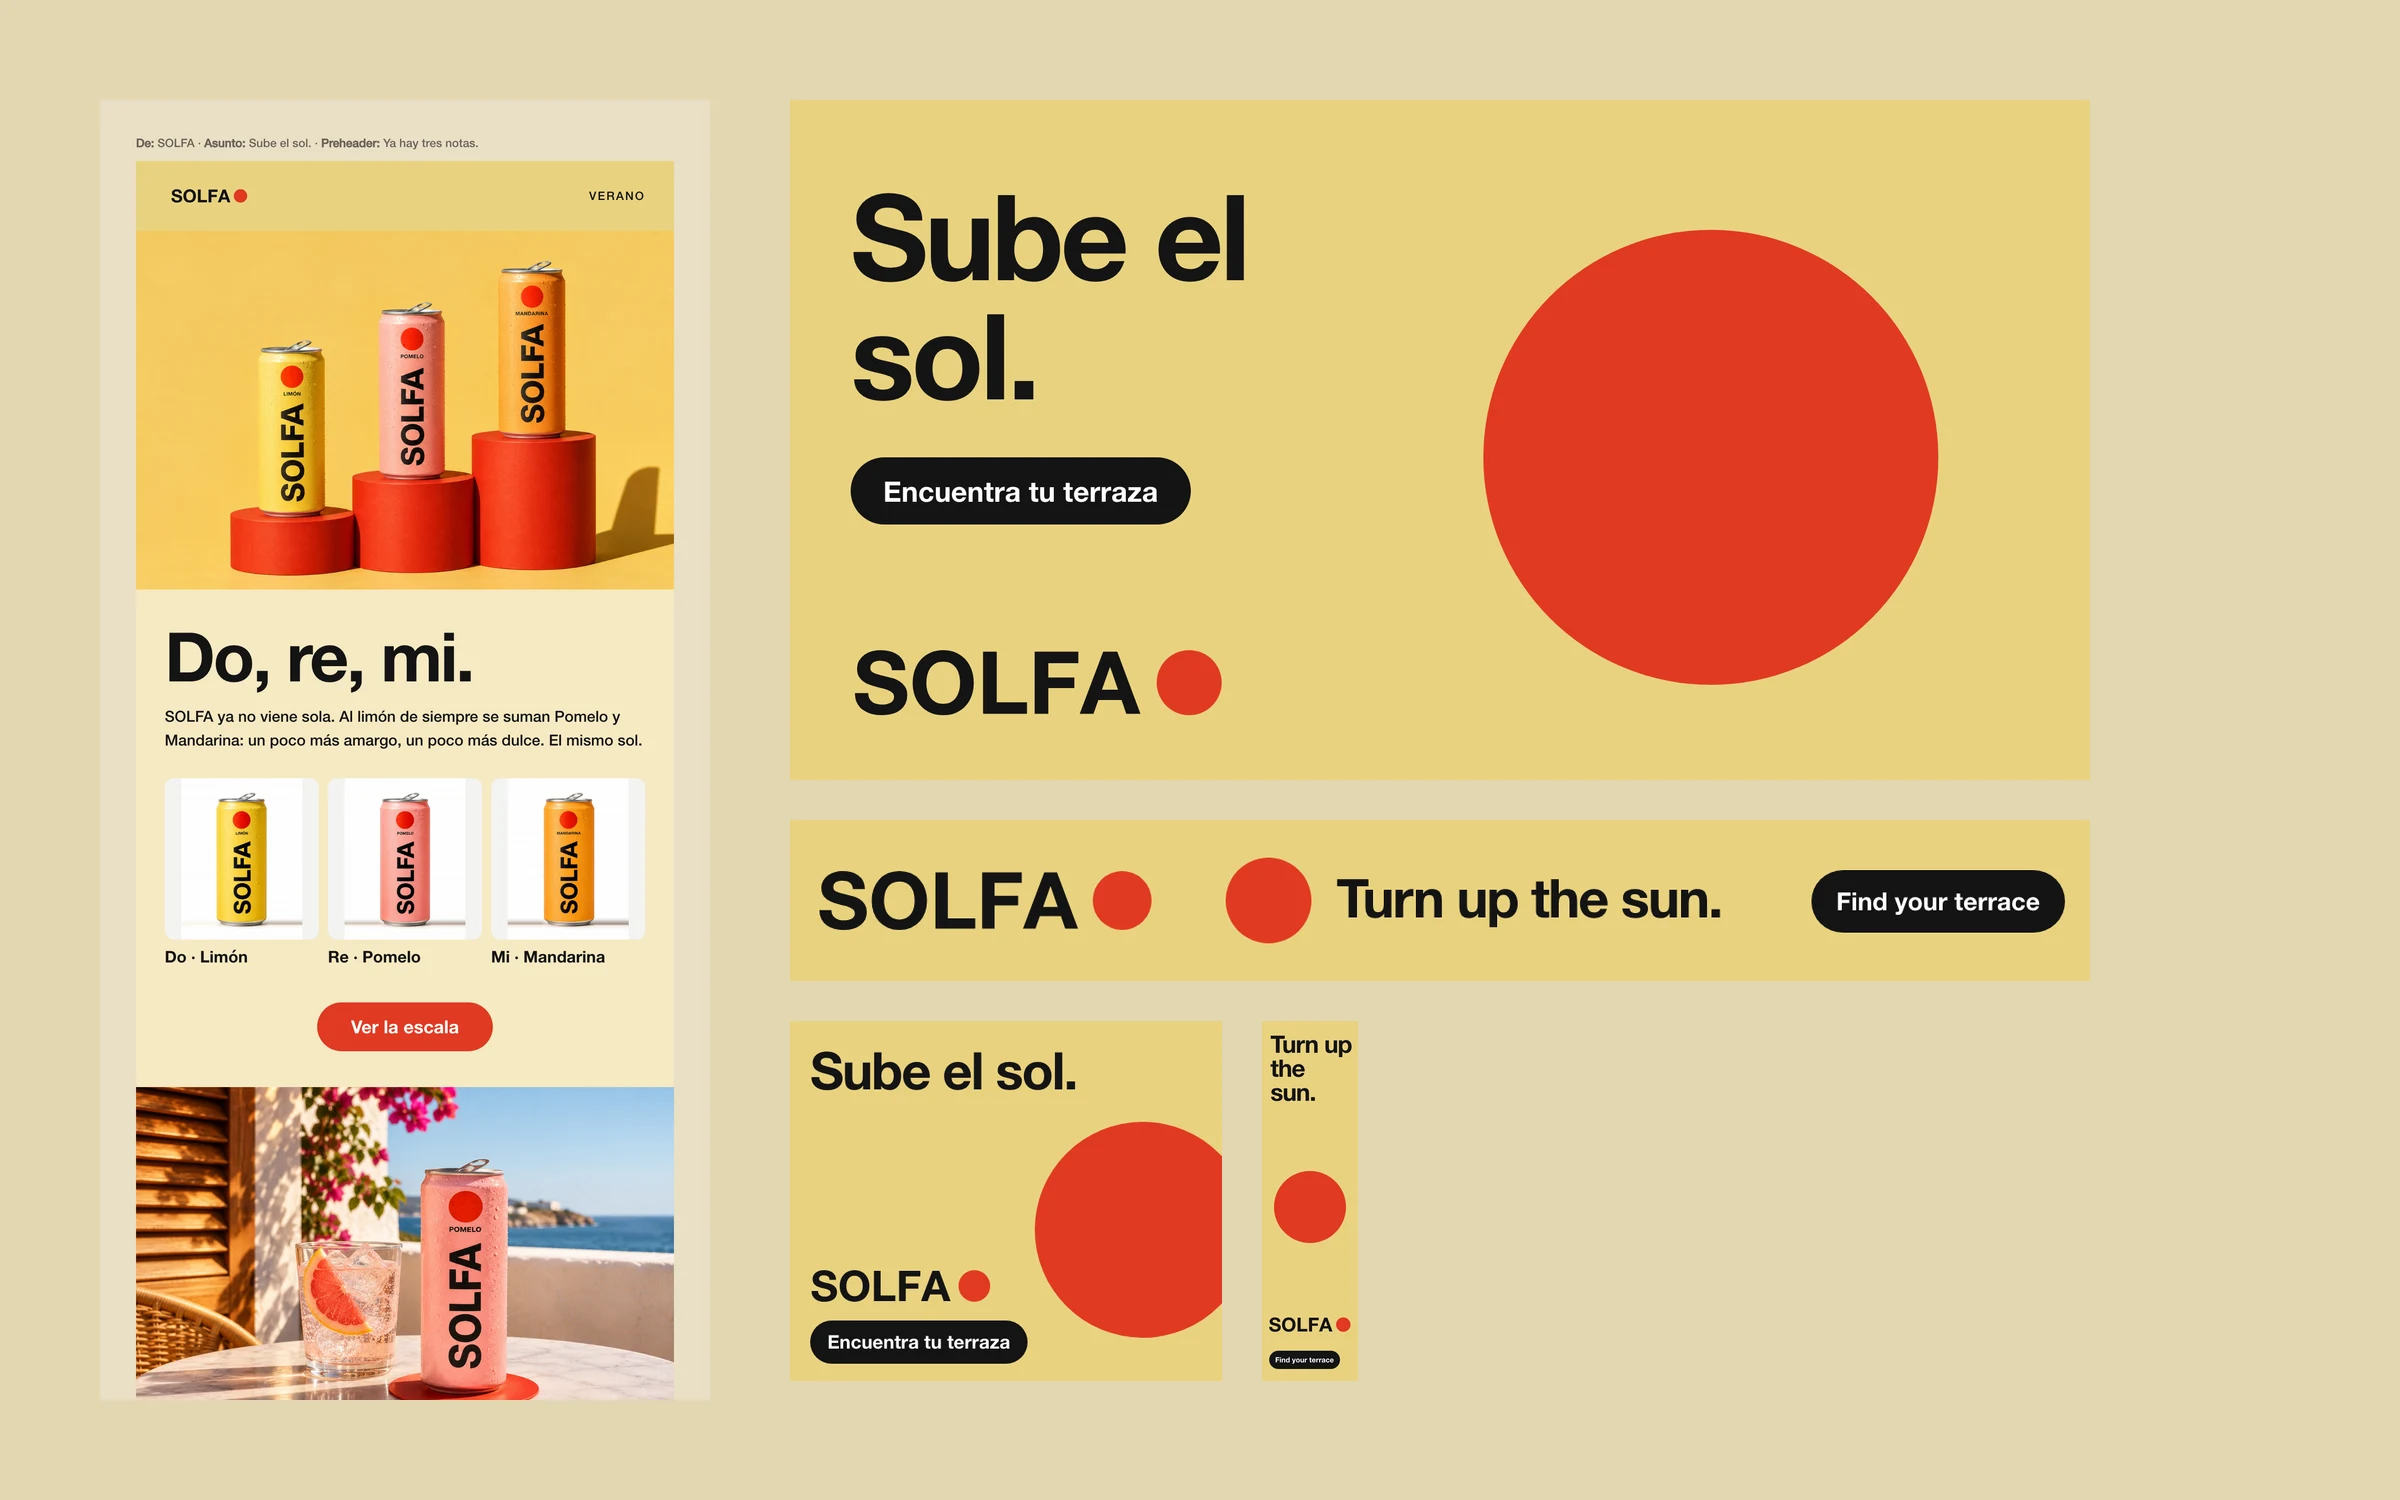 De: SOLFA · Asunto: Sube el sol. · Preheader: Ya hay tres notas.
SOLFA
VERANO
LIMÓN
SOLFA
POMELO
SOLFA
MANDARINA
SOLFA
Do, re, mi.
SOLFA ya no viene sola. Al limón de siempre se suman Pomelo y
Mandarina: un poco más amargo, un poco más dulce. El mismo sol.
LIMÓN
SOLFA
POMELO
SOLFA
MANDARINA
SOLFA
Do · Limón
Re · Pomelo
Mi · Mandarina
Ver la escala
POMELO
SOLFA
Sube el
sol.
Encuentra tu terraza
SOLFA
SOLFA
Turn up the sun.
Find your terrace
Sube el sol.
SOLFA
Encuentra tu terraza
Turn up
the
sun.
SOLFA
Find your terrace